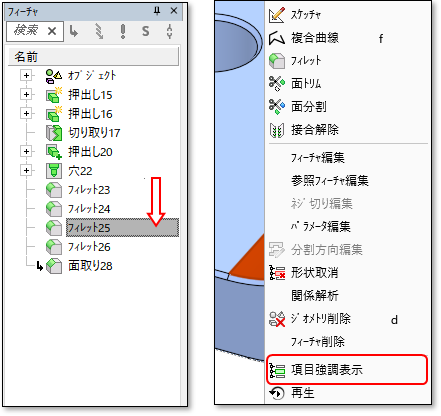 フィーチャ
検索
S
名前
オブジェクト
押出し15
押出し16
切り取り17
押出し20
穴22
フィレット23
フィレット24
フィレット25
フィレット26
面取り28
スケッチャ
複合曲線 f
フィレット
面トリム
面分割
接合解除
フィーチャ編集
参照フィーチャ編集
ネジ切り編集
パラメータ編集
分割方向編集
形状取消
関係解析
ジオメトリ削除 d
フィーチャ削除
項目強調表示
再生